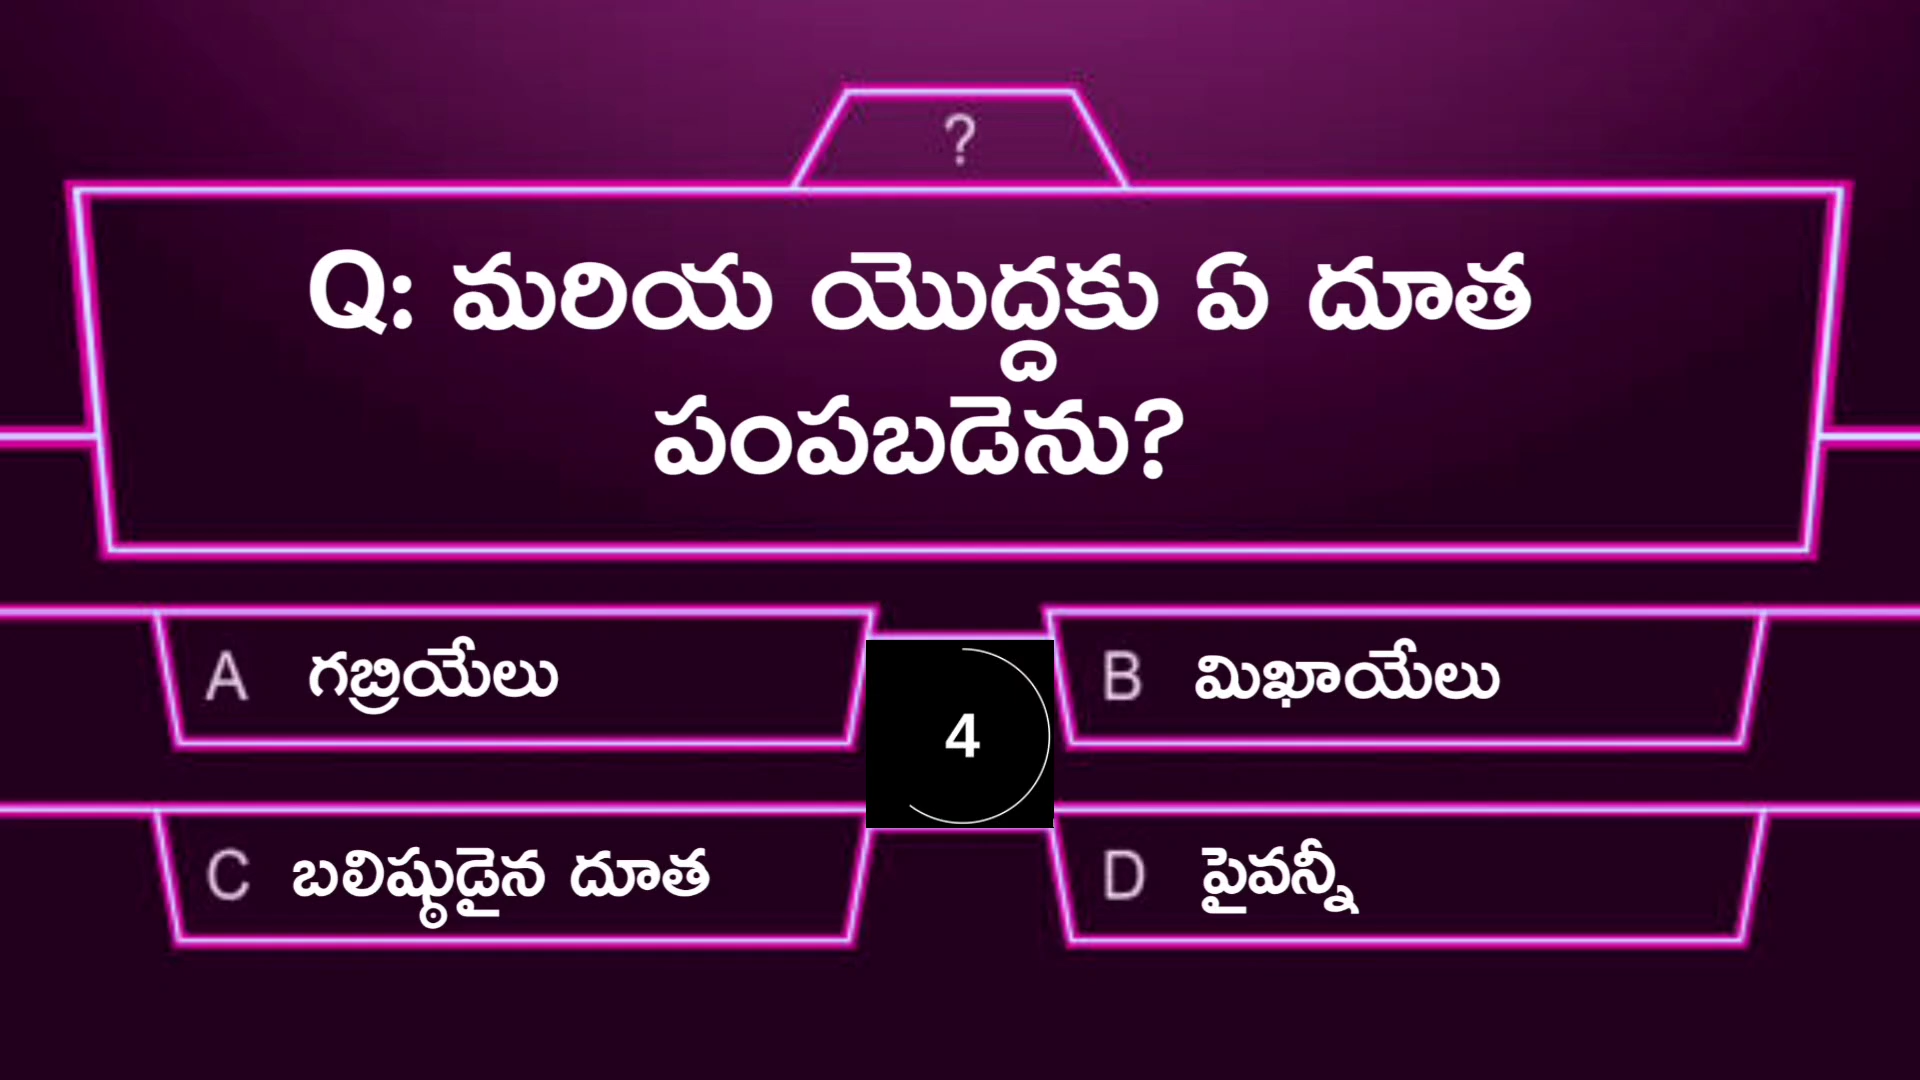 ?
Q: మరియ యొద్దకు ఏ దూత
పంపబడెను?
A గబ్రియేలు
B మిఖాయేలు
4
C బలిష్ఠుడైన దూత
D పైవన్నీ